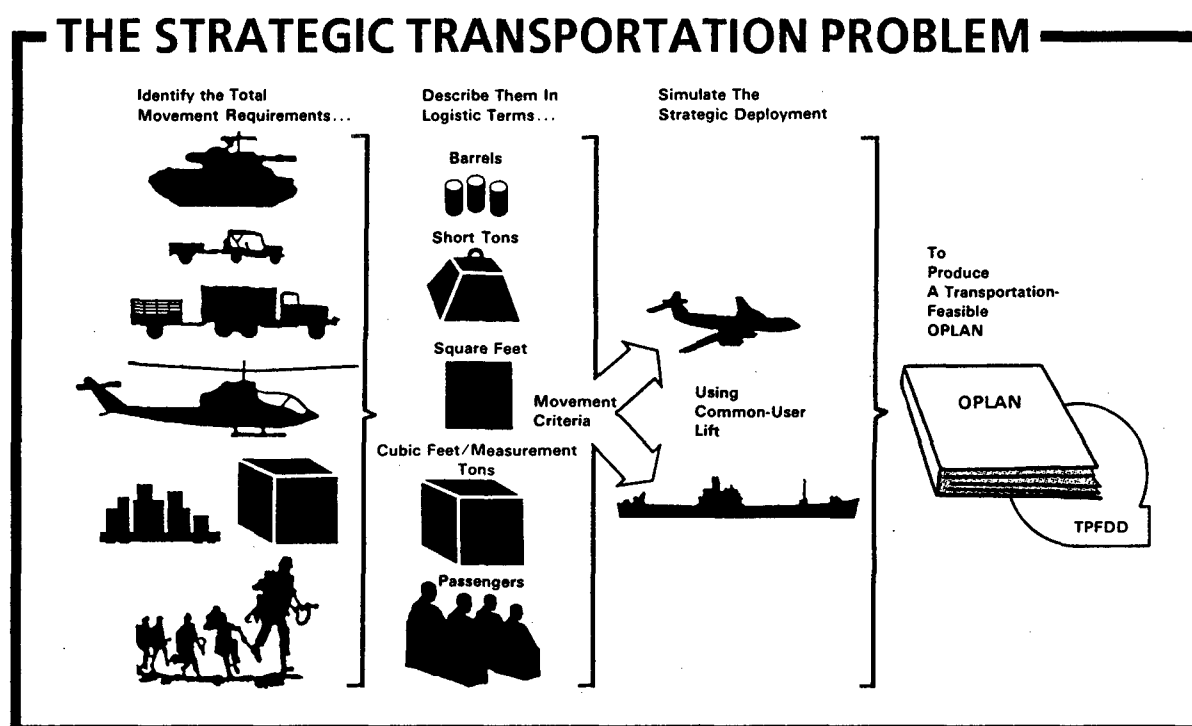 THE STRATEGIC TRANSPORTATION PROBLEM
Identify the Total
Movement Requirements...
Describe Them In
Logistic Terms...
Simulate The
Strategic Deployment
Barrels
Short Tons
Square Feet
Movement
Criteria
Cubic Feet/Measurement
Tons
Passengers
Using
Common-User
Lift
To
Produce
A Transportation-
Feasible
OPLAN
OPLAN
TPFDD